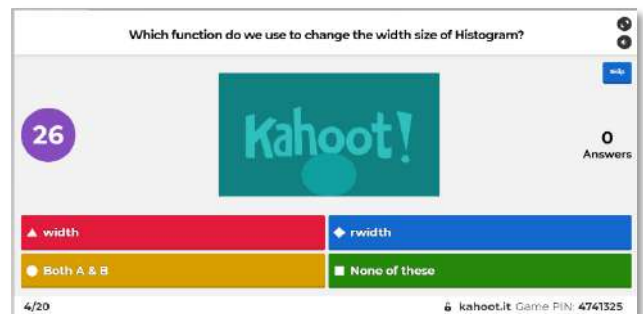 Which function do we use to change the width size of Histogram?
Skip
26
Kahoot!
0
Answers
width
rwidth
Both A & B
None of these
4/20
kahoot.it Game PIN: 4741325